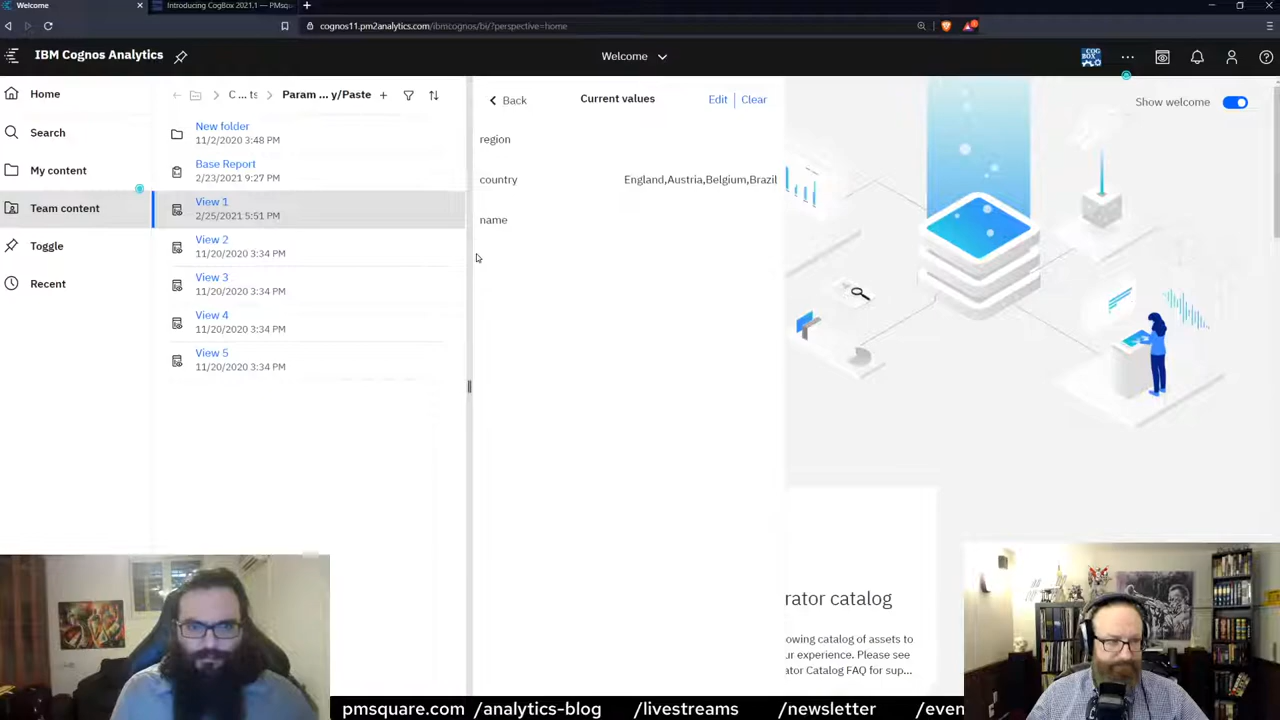 Welcome
Introducing CogBox 2021.1 — PMsqu
cognos11.pm2analytics.com/ibmcognos/bi/?perspective=home
IBM Cognos Analytics
Welcome
COG
BOX
Home
Search
My content
Team content
Toggle
Recent
C ... ts
Param ... y/Paste
New folder
11/2/2020 3:48 PM
Base Report
2/23/2021 9:27 PM
View 1
2/25/2021 5:51 PM
View 2
11/20/2020 3:34 PM
View 3
11/20/2020 3:34 PM
View 4
11/20/2020 3:34 PM
View 5
11/20/2020 3:34 PM
Back
Current values
Edit
Clear
region
country
England,Austria,Belgium,Brazil
name
Show welcome
rator catalog
owing catalog of assets to
ur experience. Please see
ator Catalog FAQ for sup...
pmsquare.com /analytics-blog /livestreams /newsletter /even